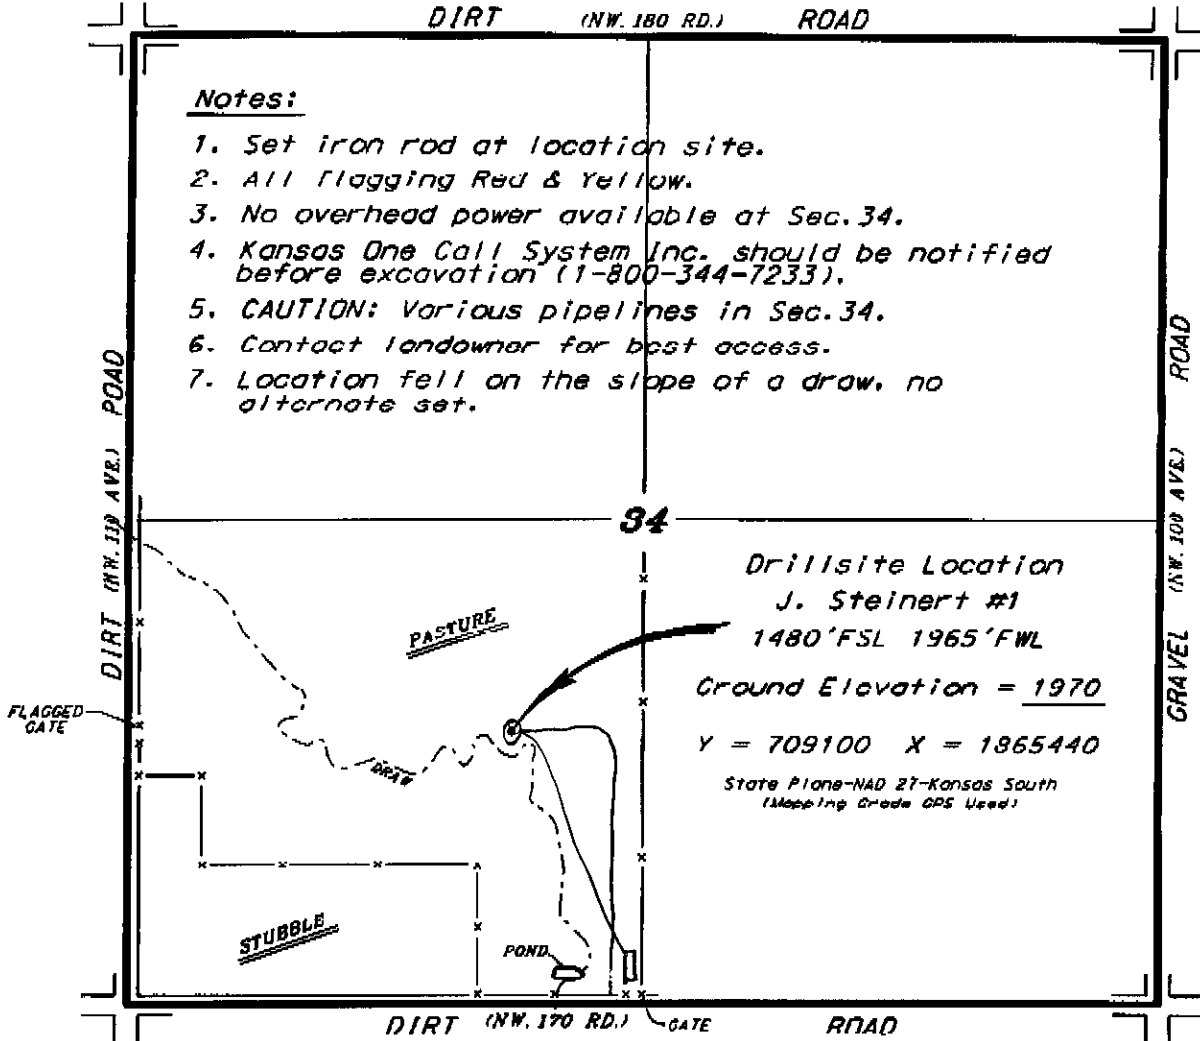 DIRT (NW. 180 RD.) ROAD
Notes:
1. Set iron rod at location site.
2. All Flagging Red & Yellow.
3. No overhead power available at Sec. 34.
4. Kansas One Call System Inc. should be notified
before excavation (1-800-344-7233).
5. CAUTION: Various pipelines in Sec. 34.
6. Contact landowner for best access.
7. Location fell on the slope of a draw, no
alternate set.
DIRT (NW. 110 AVE.) ROAD
GRAVEL (NW. 100 AVE.) ROAD
34
Drillsite Location
J. Steinert #1
1480'FSL 1965'FWL
Ground Elevation = 1970
Y = 709100 X = 1865440
State Plane-NAD 27-Kansas South
(Mapping Grade GPS Used)
PASTURE
FLAGGED
GATE
DRAW
STUBBLE
POND
DIRT (NW. 170 RD.) GATE ROAD